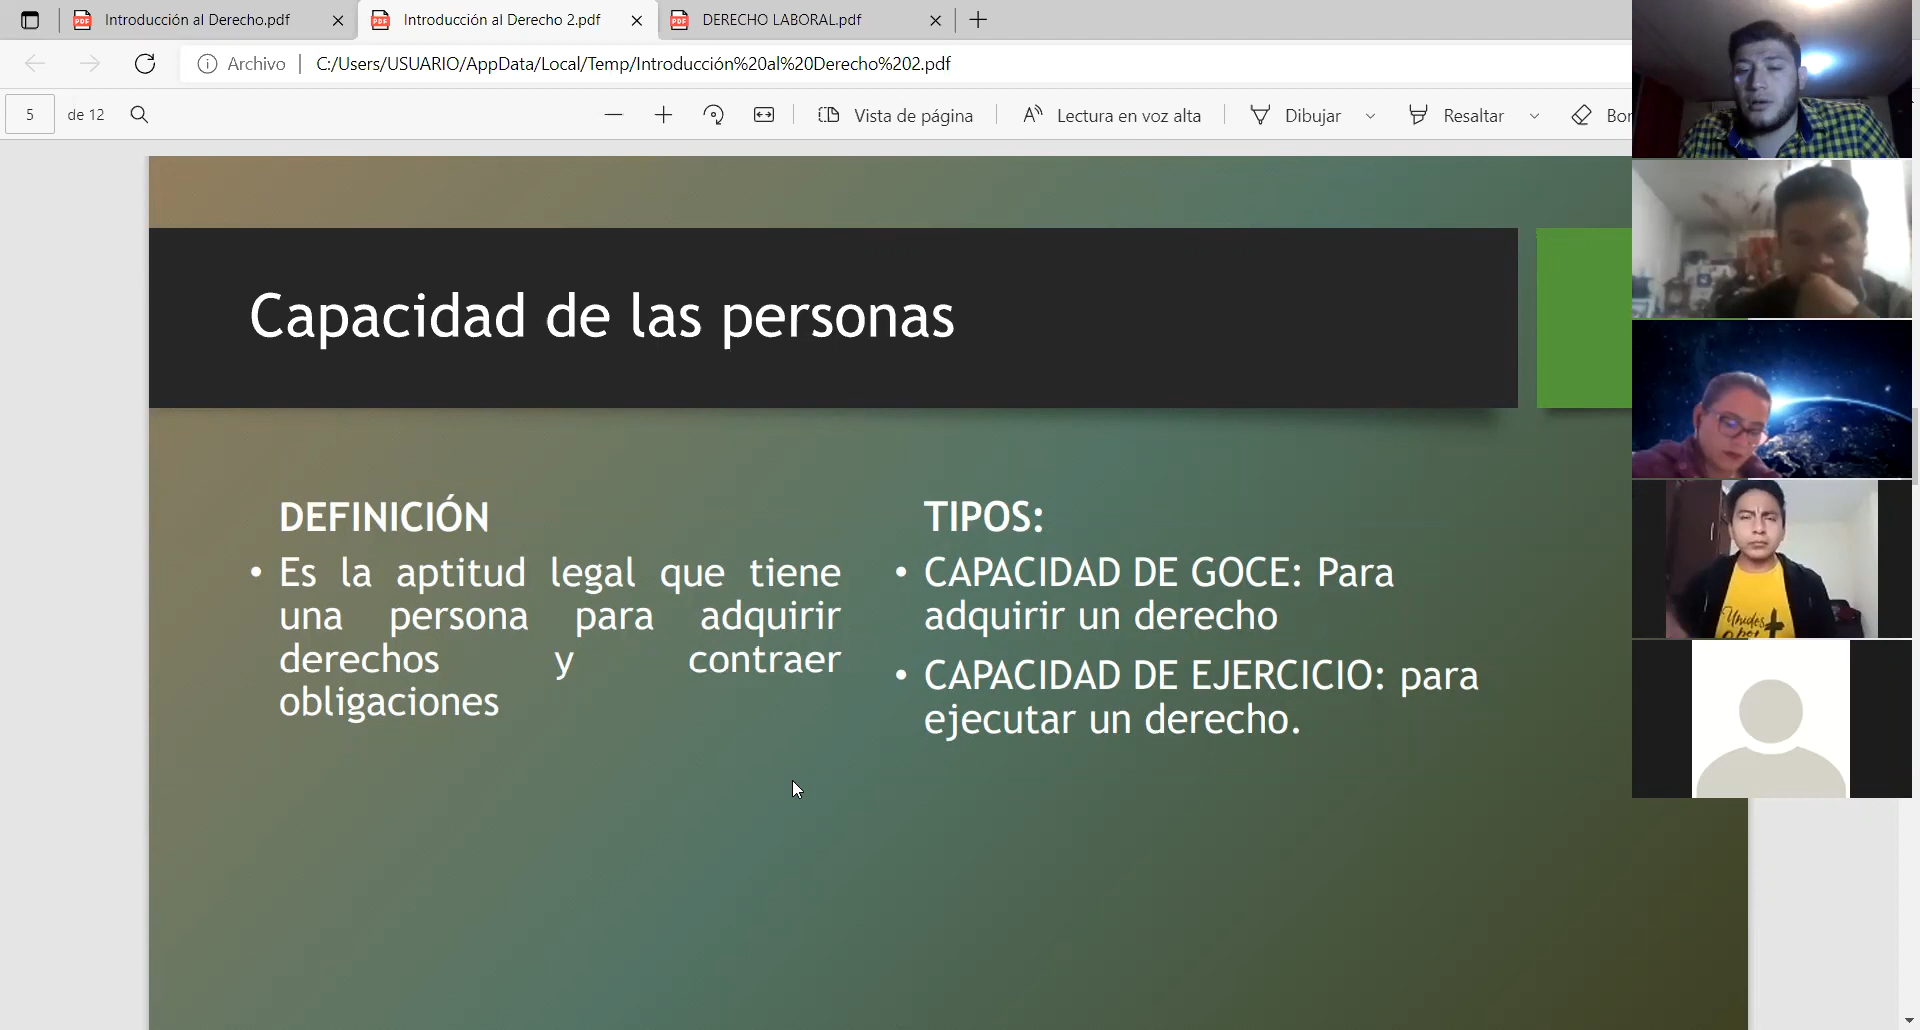 Introducción al Derecho.pdf
Introducción al Derecho 2.pdf
DERECHO LABORAL.pdf
Archivo
C:/Users/USUARIO/AppData/Local/Temp/Introducción%20al%20Derecho%202.pdf
5 de 12
Vista de página
Lectura en voz alta
Dibujar
Resaltar
Bor
Capacidad de las personas
DEFINICIÓN
• Es la aptitud legal que tiene
una persona para adquirir
derechos y contraer
obligaciones
TIPOS:
• CAPACIDAD DE GOCE: Para
adquirir un derecho
• CAPACIDAD DE EJERCICIO: para
ejecutar un derecho.
Unidos
por